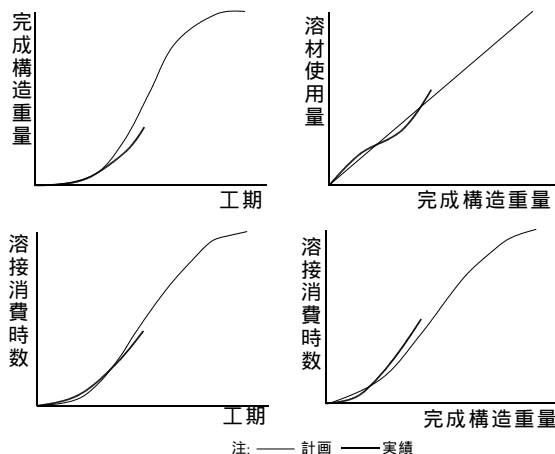 完成構造重量
工期
溶材使用量
完成構造重量
溶接消費時数
工期
溶接消費時数
完成構造重量
注: 計画 実績